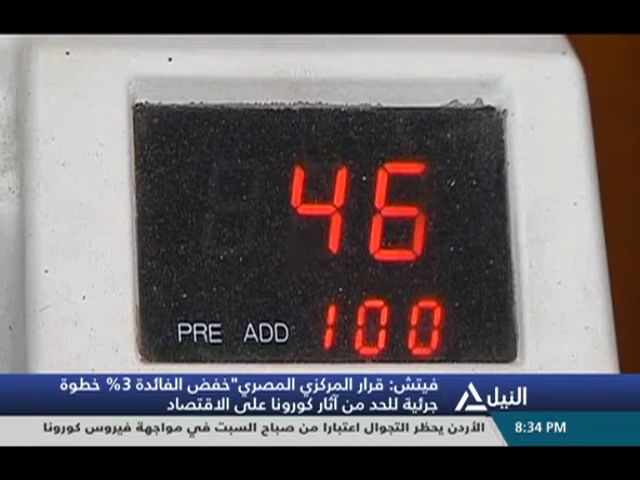 46
PRE ADD 100
فيتش: قرار المركزي المصري"خفض الفائدة 3% خطوة
جرئية للحد من آثار كورونا على الاقتصاد
النيل
الأردن يحظر التجوال اعتبارا من صباح السبت في مواجهة فيروس كورونا
8:34 PM